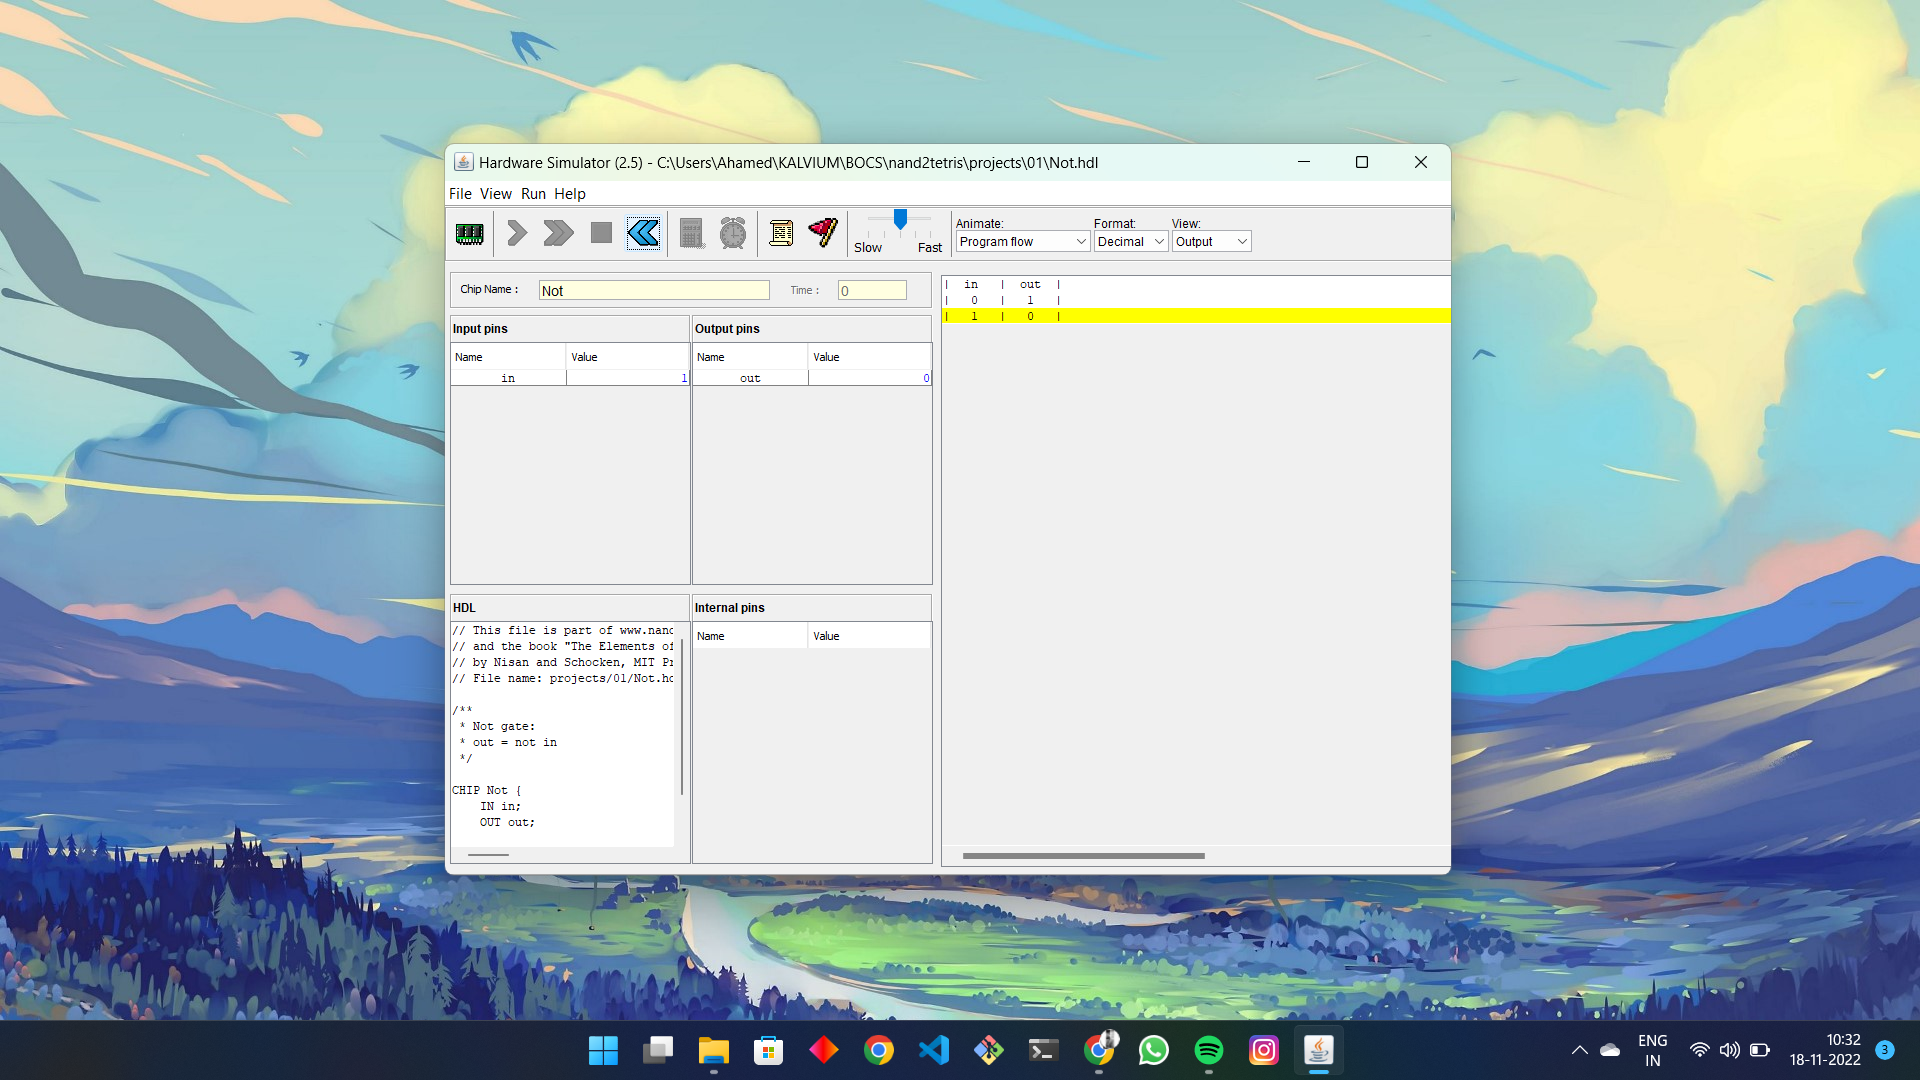 Hardware Simulator (2.5) - C:\Users\Ahamed\KALVIUM\BOCS\nand2tetris\projects\01\Not.hdl
File View Run Help
Slow Fast
Animate: Format: View:
Program flow Decimal Output
Chip Name : Not Time : 0
Input pins
Name Value
in 1
Output pins
Name Value
out 0
HDL
// This file is part of www.nand
// and the book "The Elements of
// by Nisan and Schocken, MIT Pr
// File name: projects/01/Not.hd
/**
* Not gate:
* out = not in
*/
CHIP Not {
IN in;
OUT out;
Internal pins
Name Value
| in | out |
| 0 | 1 |
| 1 | 0 |
ENG
IN
10:32
18-11-2022
3